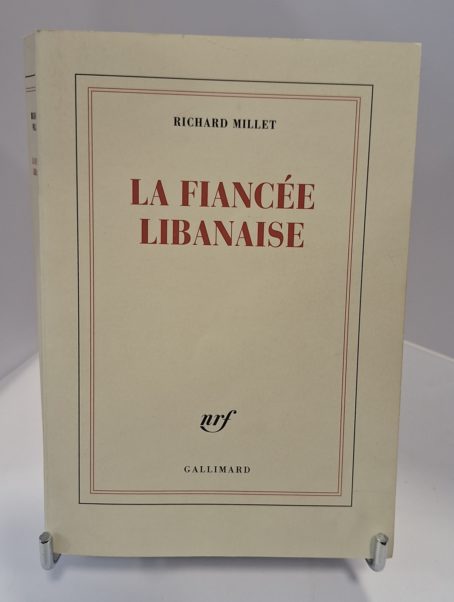 RICHARD MILLET
LA FIANCÉE
LIBANAISE
nrf
GALLIMARD